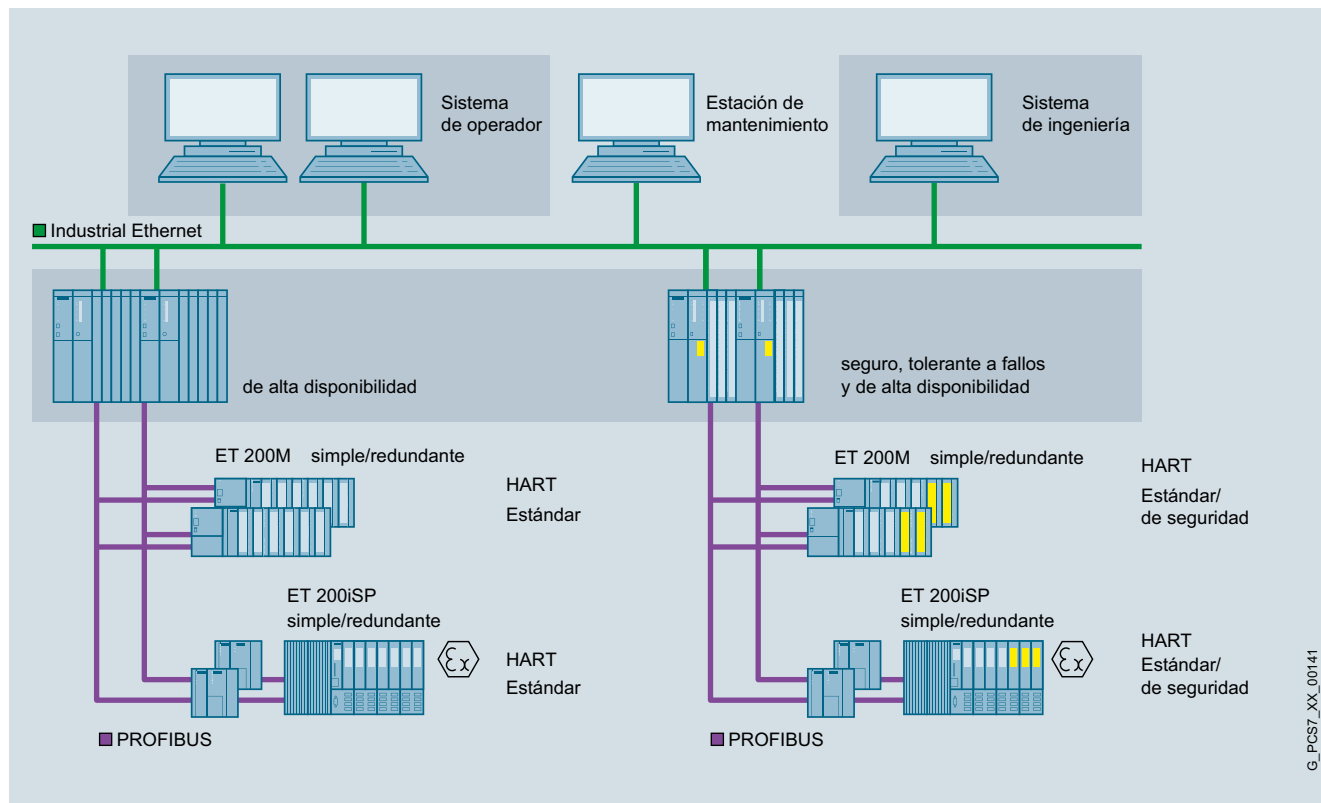 Sistema
de operador
Estación de
mantenimiento
Sistema
de ingeniería
Industrial Ethernet
de alta disponibilidad
seguro, tolerante a fallos
y de alta disponibilidad
ET 200M simple/redundante
HART
Estándar
ET 200M simple/redundante
HART
Estándar/
de seguridad
ET 200iSP
simple/redundante
Ex
HART
Estándar
ET 200iSP
simple/redundante
Ex
HART
Estándar/
de seguridad
PROFIBUS
PROFIBUS
G_PCS7_XX_00141